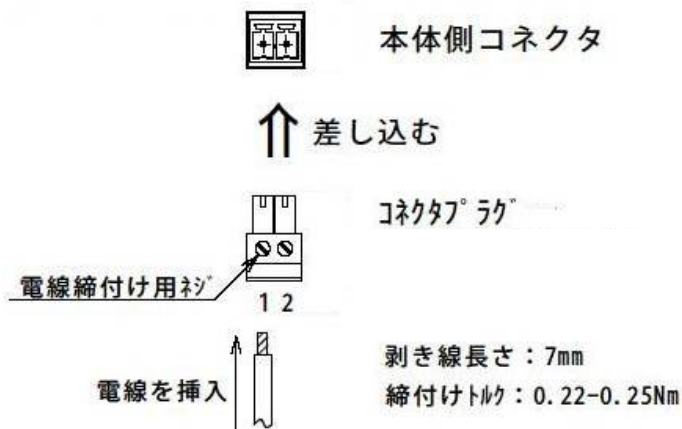 本体側コネクタ
差し込む
コネクタプラグ
電線締付け用ネジ
1 2
電線を挿入
剥き線長さ：7mm
締付けトルク：0.22-0.25Nm